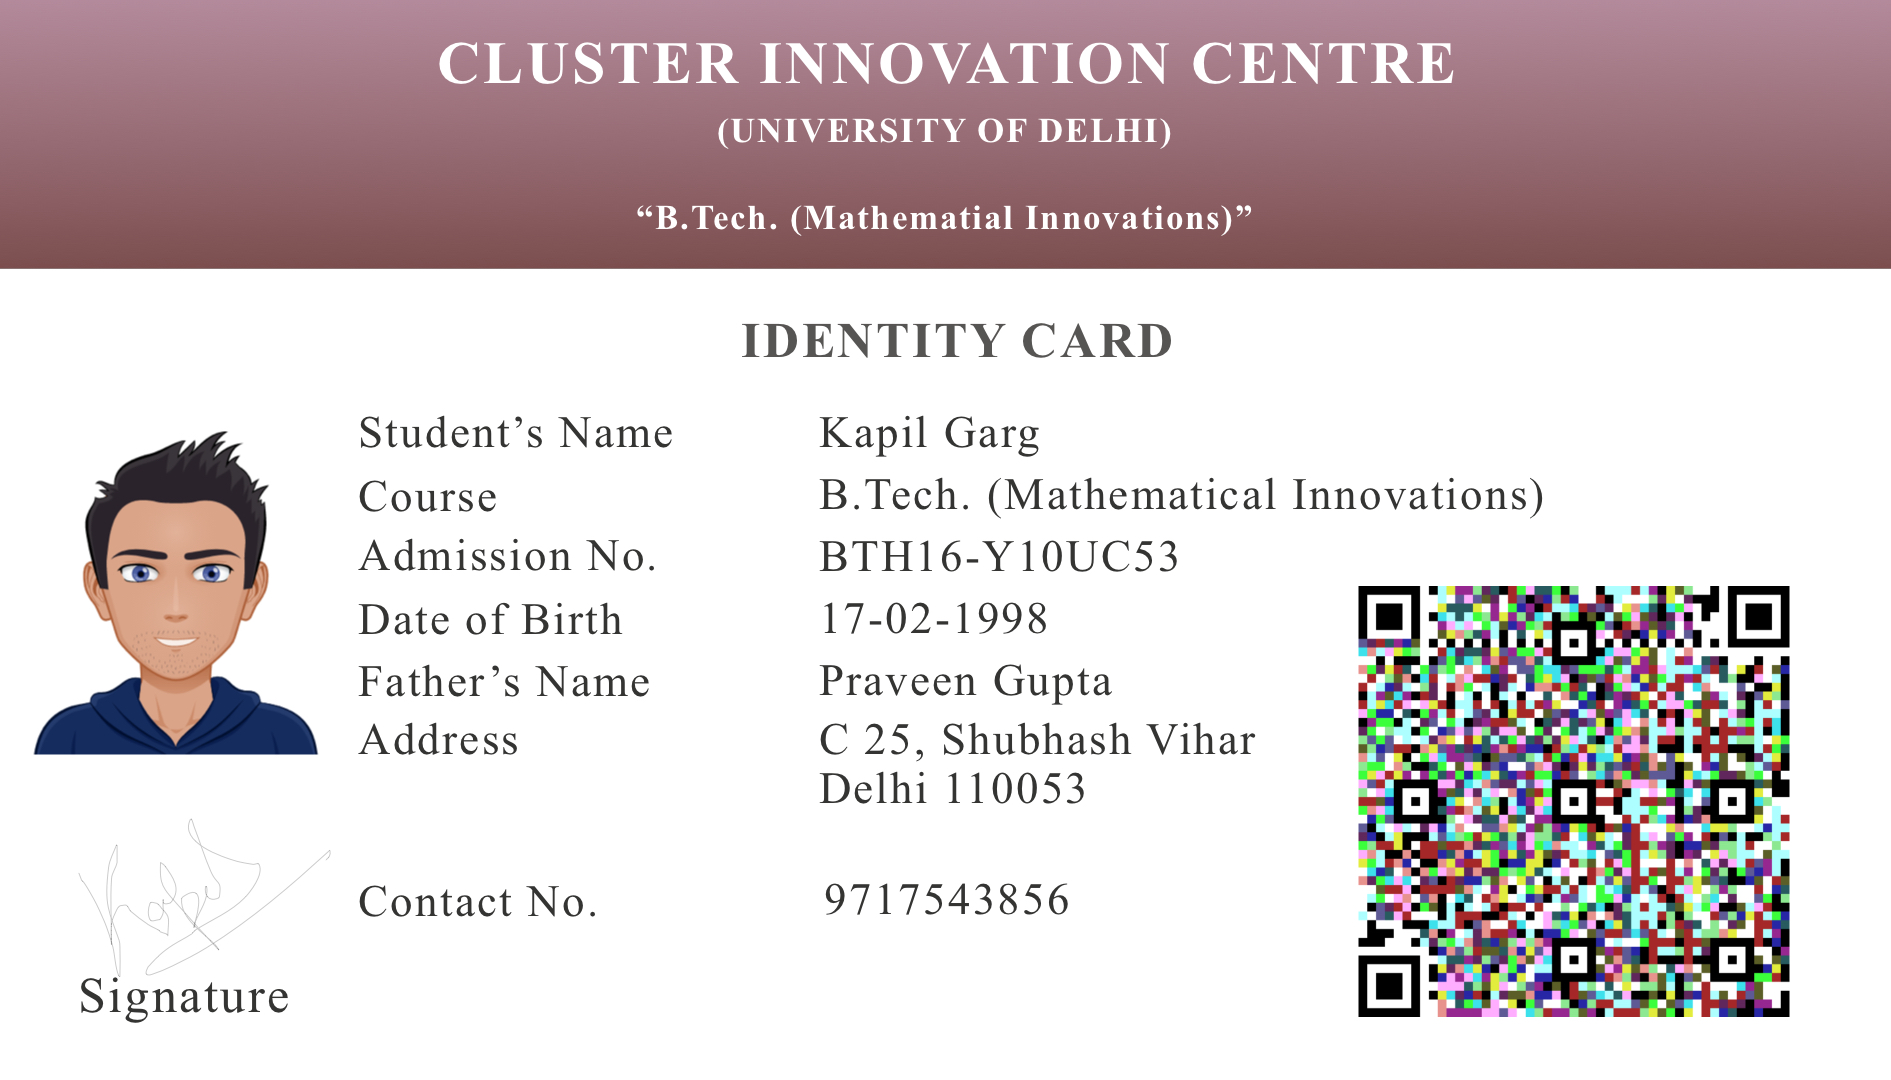 CLUSTER INNOVATION CENTRE
(UNIVERSITY OF DELHI)
“B.Tech. (Mathematial Innovations)”
IDENTITY CARD
Student’s Name Kapil Garg
Course B.Tech. (Mathematical Innovations)
Admission No. BTH16-Y10UC53
Date of Birth 17-02-1998
Father’s Name Praveen Gupta
Address C 25, Shubhash Vihar
Delhi 110053
Contact No. 9717543856
Signature